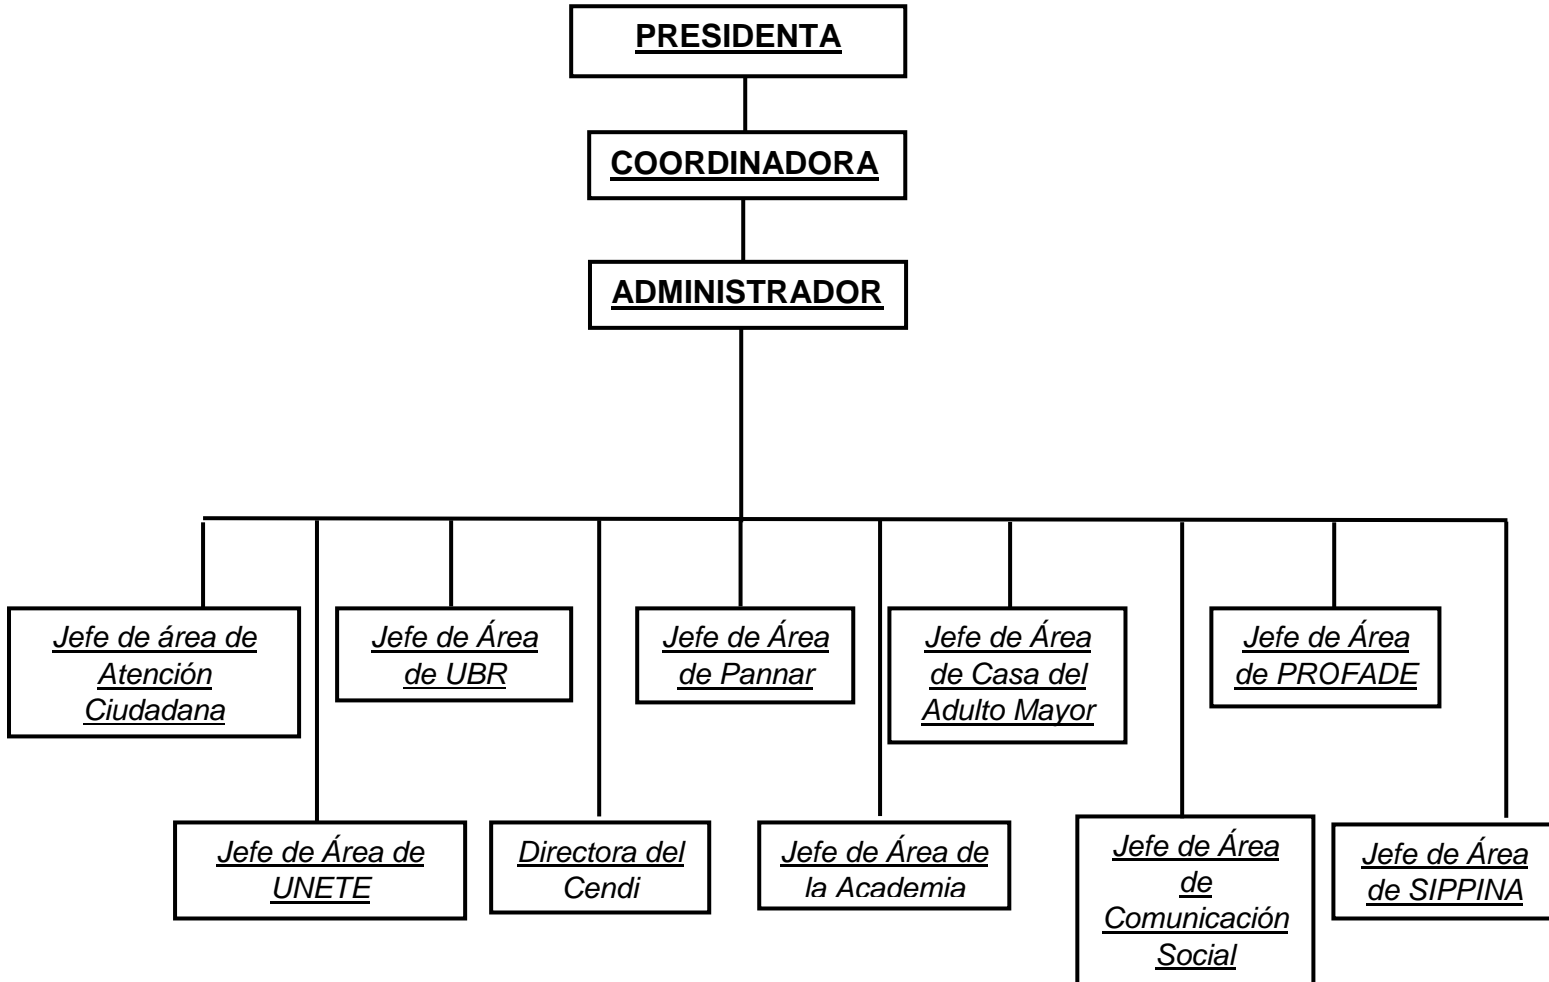 PRESIDENTA
COORDINADORA
ADMINISTRADOR
Jefe de área de
Atención
Ciudadana
Jefe de Área
de UBR
Jefe de Área
de Pannar
Jefe de Área
de Casa del
Adulto Mayor
Jefe de Área
de PROFADE
Jefe de Área de
UNETE
Directora del
Cendi
Jefe de Área de
la Academia
Jefe de Área
de
Comunicación
Social
Jefe de Área
de SIPPINA